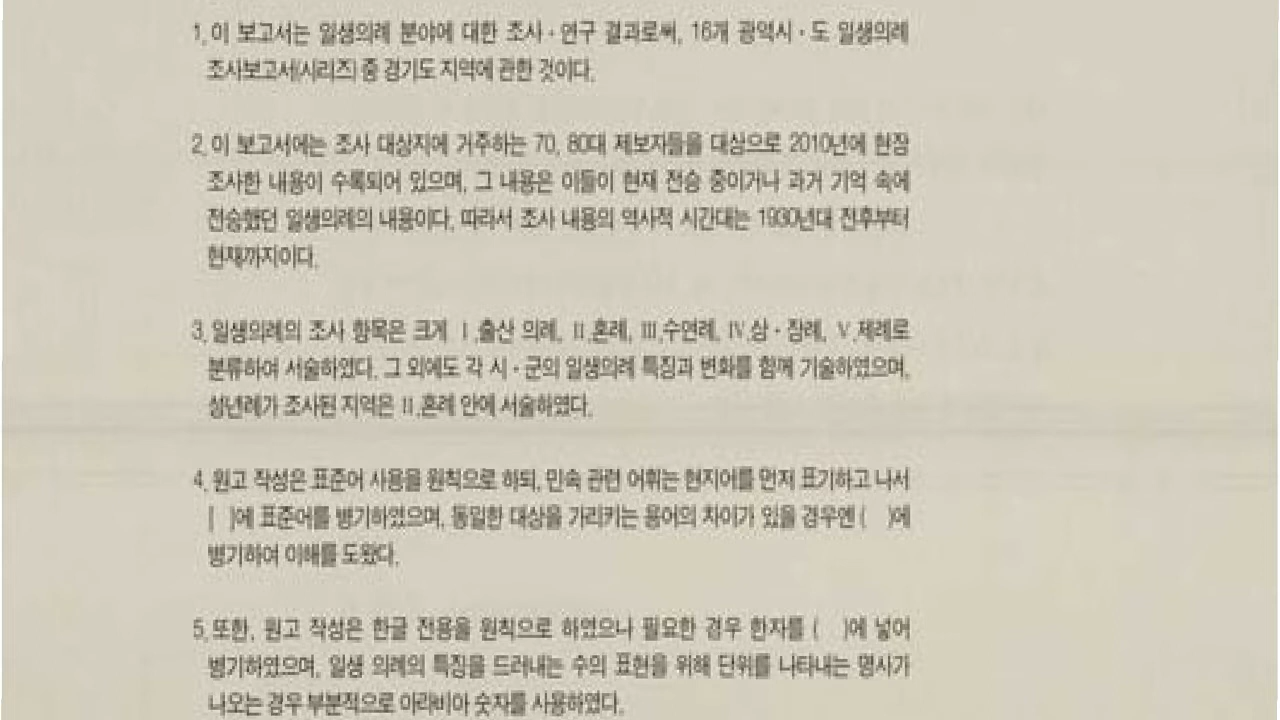 1. 이 보고서는 일생의례 분야에 대한 조사·연구 결과로써, 16개 광역시·도 일생의례
조사보고서(시리즈) 중 경기도 지역에 관한 것이다.
2. 이 보고서에는 조사 대상지에 거주하는 70, 80대 제보자들을 대상으로 2010년에 현장
조사한 내용이 수록되어 있으며, 그 내용은 이들이 현재 전승 중이거나 과거 기억 속에
전승했던 일생의례의 내용이다. 따라서 조사 내용의 역사적 시간대는 1930년대 전후부터
현재까지이다.
3. 일생의례의 조사 항목은 크게 Ⅰ.출산 의례, Ⅱ.혼례, Ⅲ.수연례, Ⅳ.상·장례, Ⅴ.제례로
분류하여 서술하였다. 그 외에도 각 시·군의 일생의례 특징과 변화를 함께 기술하였으며,
성년례가 조사된 지역은 Ⅱ.혼례 안에 서술하였다.
4. 원고 작성은 표준어 사용을 원칙으로 하되, 민속 관련 어휘는 현지어를 먼저 표기하고 나서
[ ]에 표준어를 병기하였으며, 동일한 대상을 가리키는 용어의 차이가 있을 경우엔 ( )에
병기하여 이해를 도왔다.
5. 또한, 원고 작성은 한글 전용을 원칙으로 하였으나 필요한 경우 한자를 ( )에 넣어
병기하였으며, 일생 의례의 특징을 드러내는 수의 표현을 위해 단위를 나타내는 명사가
나오는 경우 부분적으로 아라비아 숫자를 사용하였다.